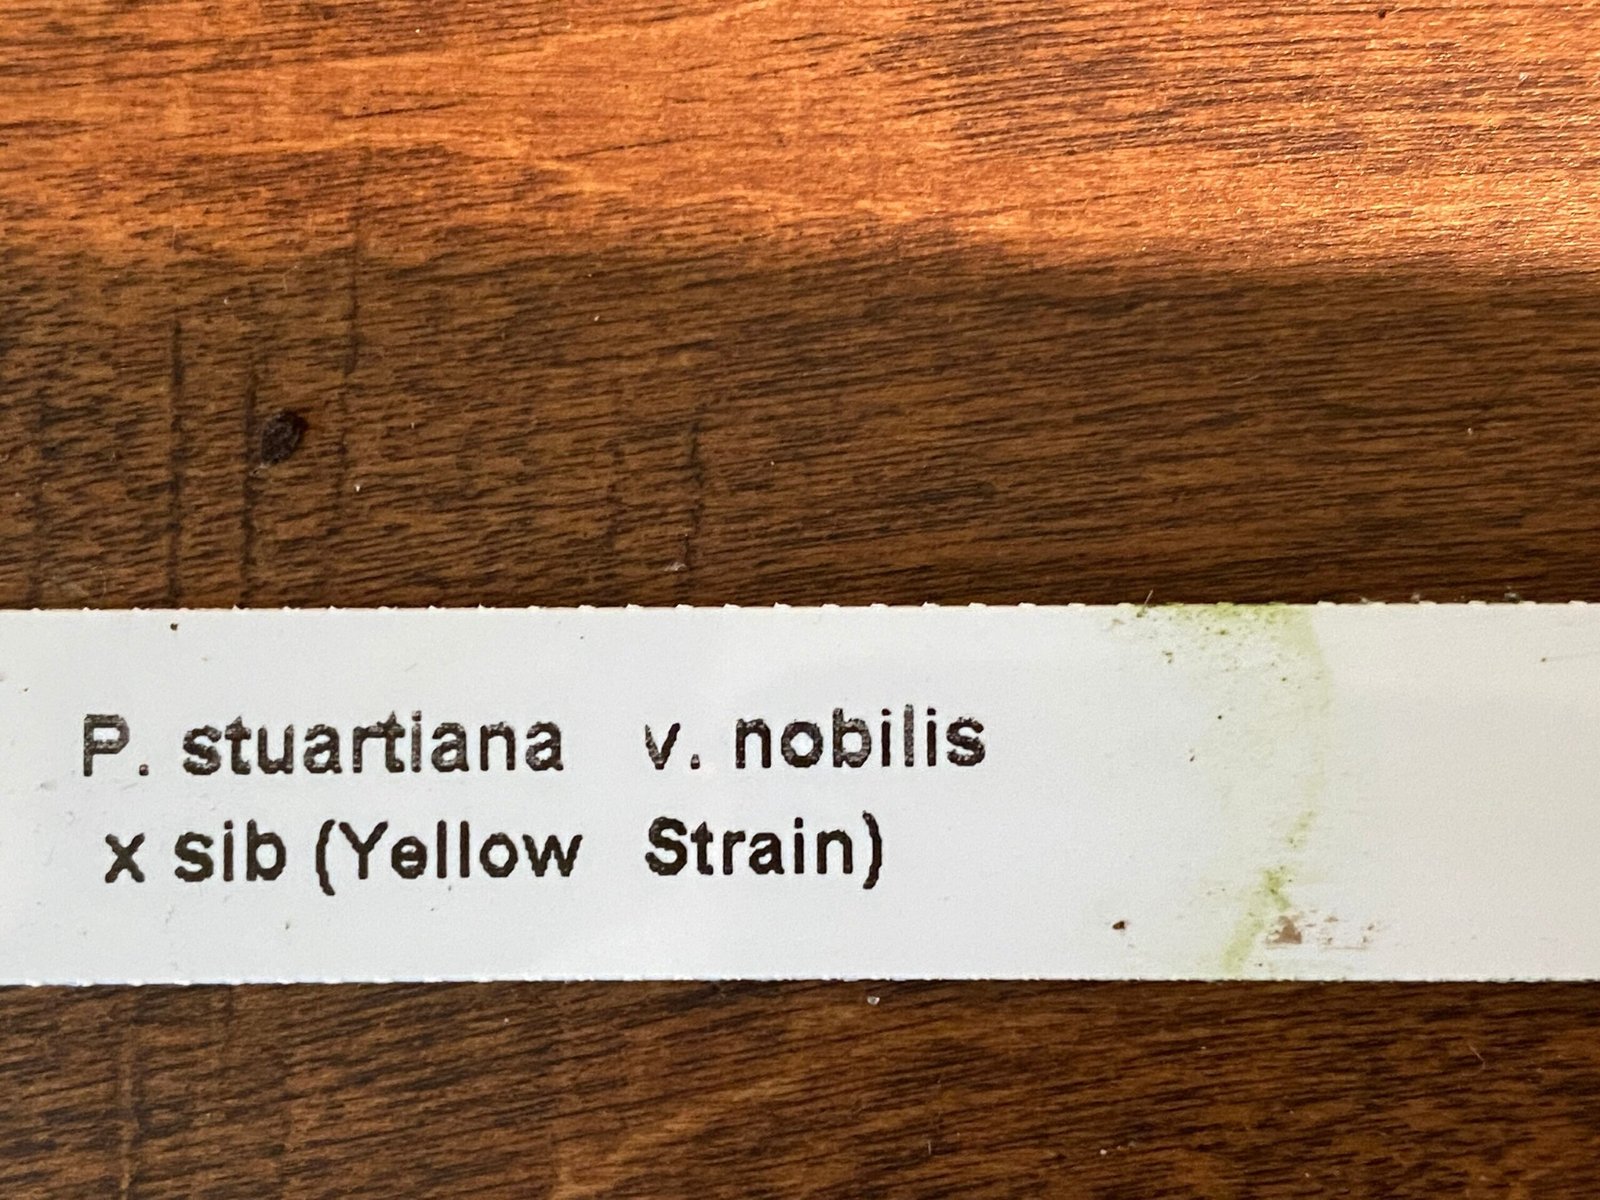 P. stuartiana v. nobilis
x sib (Yellow Strain)